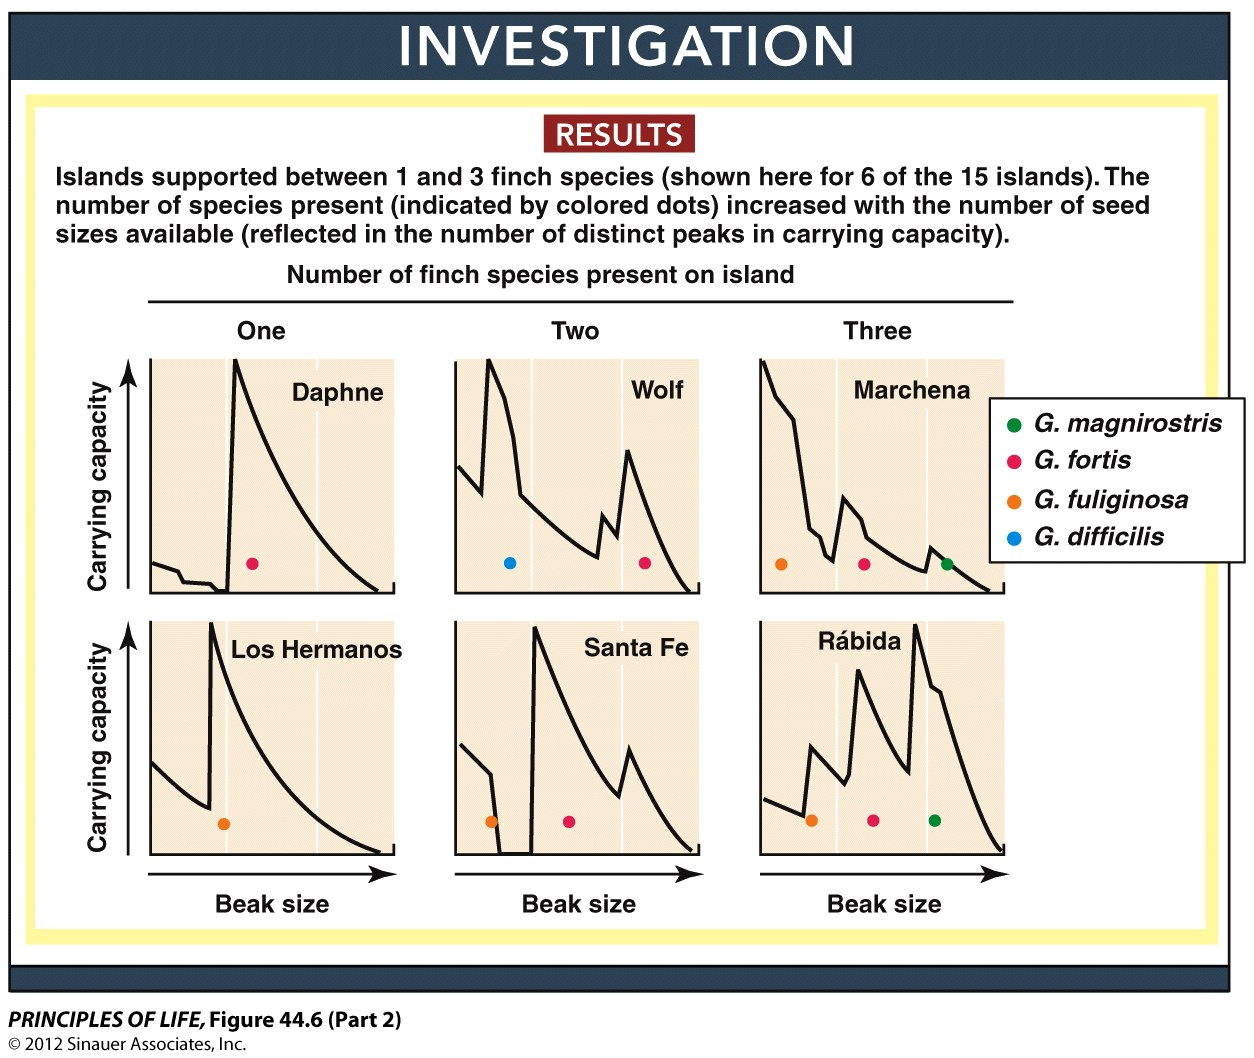 INVESTIGATION
RESULTS
Islands supported between 1 and 3 finch species (shown here for 6 of the 15 islands). The
number of species present (indicated by colored dots) increased with the number of seed
sizes available (reflected in the number of distinct peaks in carrying capacity).
Number of finch species present on island
One
Two
Three
Carrying capacity
Daphne
Wolf
Marchena
G. magnirostris
G. fortis
G. fuliginosa
G. difficilis
Carrying capacity
Los Hermanos
Santa Fe
Rábida
Beak size
Beak size
Beak size
PRINCIPLES OF LIFE, Figure 44.6 (Part 2)
© 2012 Sinauer Associates, Inc.